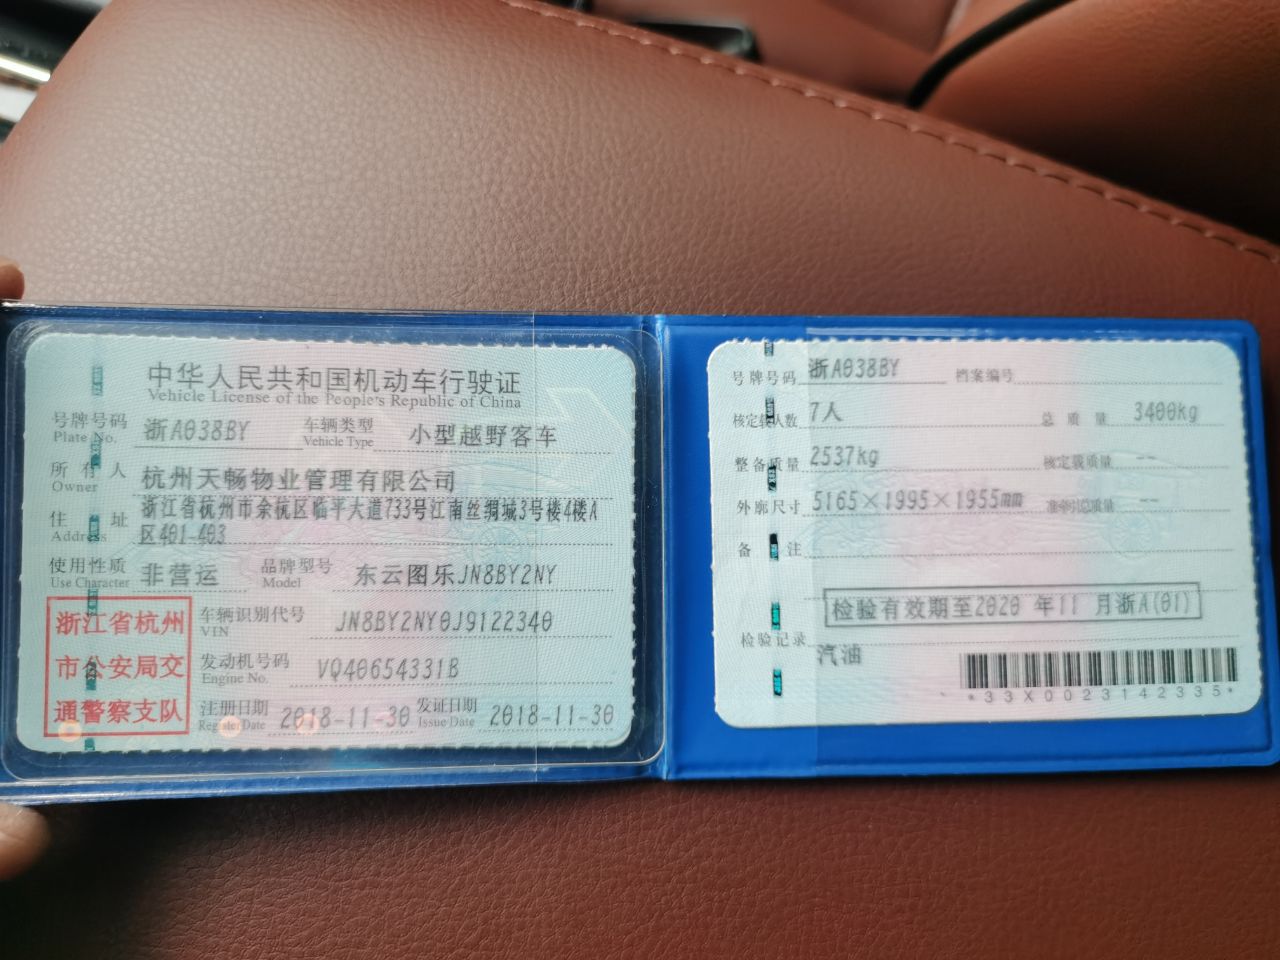 中华人民共和国机动车行驶证
Vehicle License of the People's Republic of China
号牌号码 浙A038BY 车辆类型 小型越野客车
Plate No. Vehicle Type
所有人 杭州天畅物业管理有限公司
Owner
住址 浙江省杭州市余杭区临平大道733号江南丝绸城3号楼4楼A
Address 区401-403
使用性质 非营运 品牌型号 东云图乐JN8BY2NY
Use Character Model
浙江省杭州
市公安局交
通警察支队
车辆识别代号 JN8BY2NY0J9122340
VIN
发动机号码 VQ40654331B
Engine No.
注册日期 2018-11-30 发证日期 2018-11-30
Register Date Issue Date
号牌号码 浙A038BY 档案编号
核定载人数 7人 总质量 3400kg
整备质量 2537kg 核定载质量 --
外廓尺寸 5165×1995×1955mm 准牵引总质量 --
备注
检验有效期至2020 年11 月浙A(01)
检验记录
汽油
*33X0023142335*